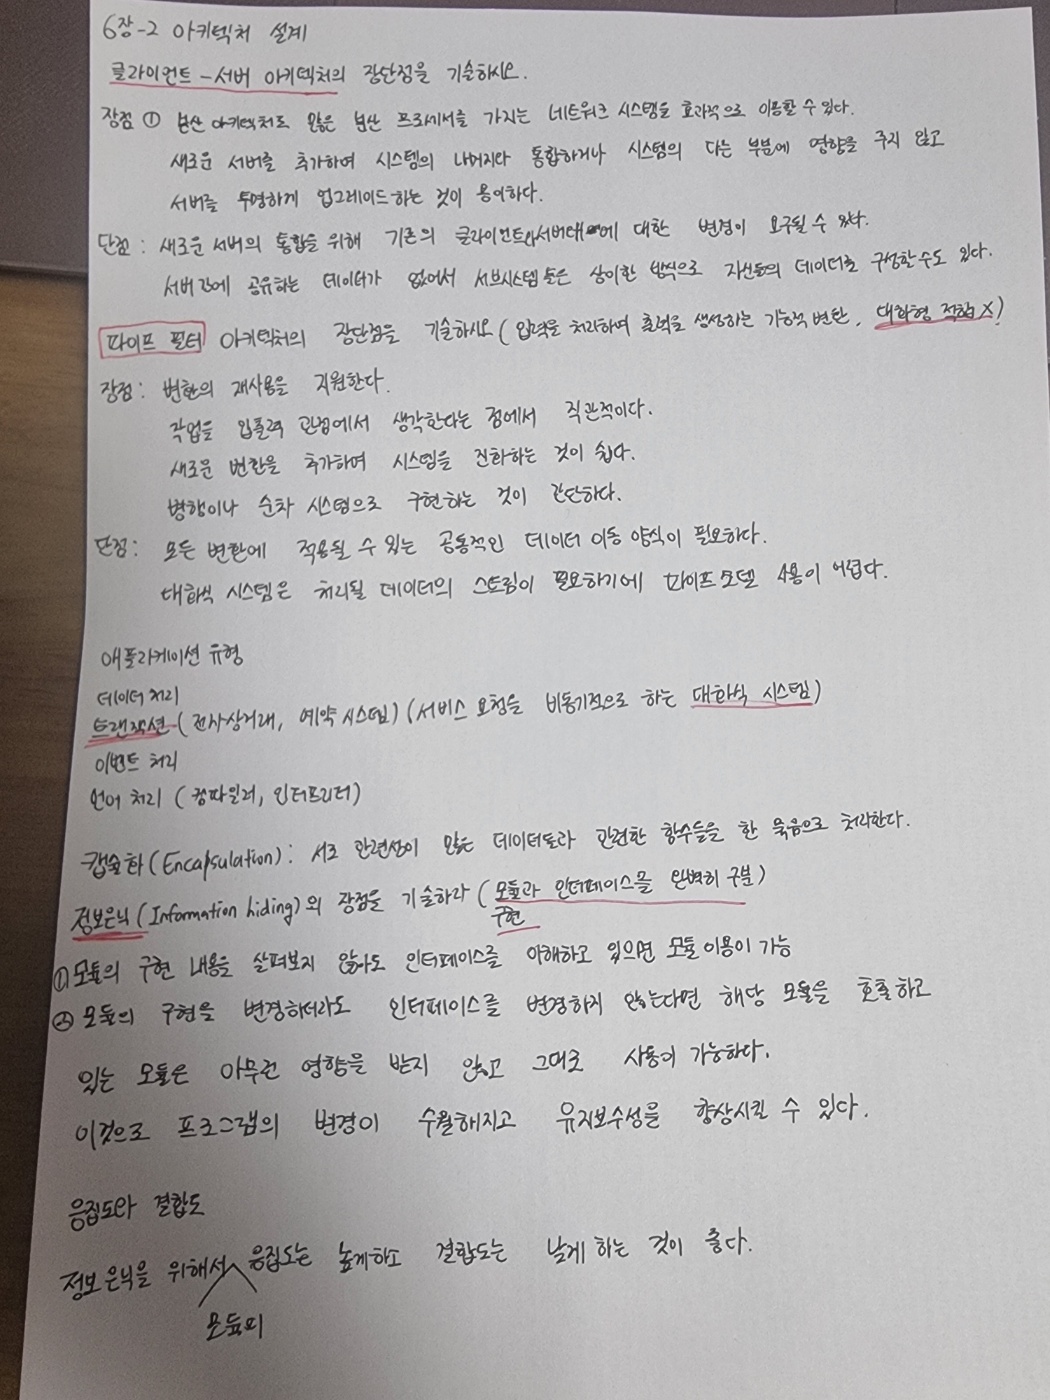 6장-2 아키텍처 설계
클라이언트-서버 아키텍처의 장단점을 기술하시오.
장점 ① 분산 아키텍처로 많은 분산 프로세서를 가지는 네트워크 시스템을 효과적으로 이용할 수 있다.
새로운 서버를 추가하여 시스템의 나머지와 통합하거나 시스템의 다른 부분에 영향을 주지 않고
서버를 투명하게 업그레이드하는 것이 용이하다.
단점: 새로운 서버의 통합을 위해 기존의 클라이언트와 서버에 대한 변경이 요구될 수 있다.
서버간에 공유하는 데이터가 없어서 서브시스템들은 상이한 방식으로 자신들의 데이터를 구성할 수도 있다.
파이프 필터 아키텍처의 장단점을 기술하시오 (입력을 처리하여 출력을 생성하는 기능적 변환, 대화형 적합 X)
장점: 변환의 재사용을 지원한다.
작업을 입출력 관점에서 생각한다는 점에서 직관적이다.
새로운 변환을 추가하여 시스템을 진화하는 것이 쉽다.
병행이나 순차 시스템으로 구현하는 것이 간단하다.
단점: 모든 변환에 적용될 수 있는 공통적인 데이터 이동 양식이 필요하다.
대화식 시스템은 처리될 데이터의 스트림이 필요하기에 파이프모델 사용이 어렵다.
애플리케이션 유형
데이터 처리
트랜잭션 (전자상거래, 예약 시스템) (서비스 요청을 비동기적으로 하는 대화식 시스템)
이벤트 처리
언어 처리 (컴파일러, 인터프리터)
캡슐화 (Encapsulation): 서로 관련성이 많은 데이터들과 관련한 함수들을 한 묶음으로 처리한다.
정보은닉 (Information hiding)의 장점을 기술하라 (모듈과 인터페이스를 완벽히 구분)
구현
① 모듈의 구현 내용을 살펴보지 않아도 인터페이스를 이해하고 있으면 모듈 이용이 가능
② 모듈의 구현을 변경하더라도 인터페이스를 변경하지 않는다면 해당 모듈을 호출하고
있는 모듈은 아무런 영향을 받지 않고 그대로 사용이 가능하다.
이것으로 프로그램의 변경이 수월해지고 유지보수성을 향상시킬 수 있다.
응집도와 결합도
정보은닉을 위해서 응집도는 높게하고 결합도는 낮게 하는 것이 좋다.
모듈의